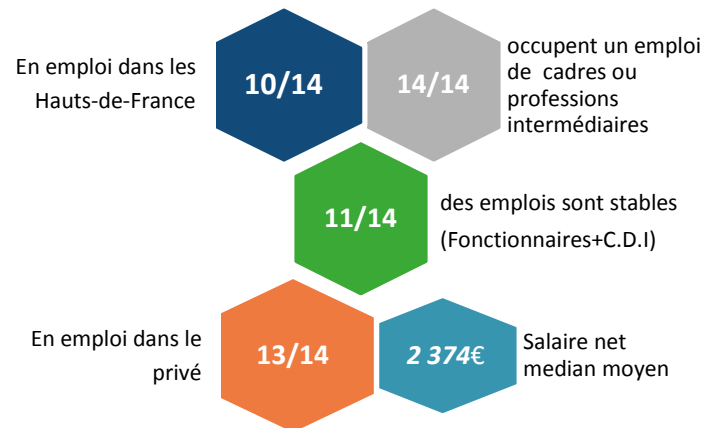 En emploi dans les
Hauts-de-France
10/14
14/14
occupent un emploi
de cadres ou
professions
intermédiaires
11/14
des emplois sont stables
(Fonctionnaires+C.D.I)
En emploi dans le
privé
13/14
2 374€
Salaire net
median moyen